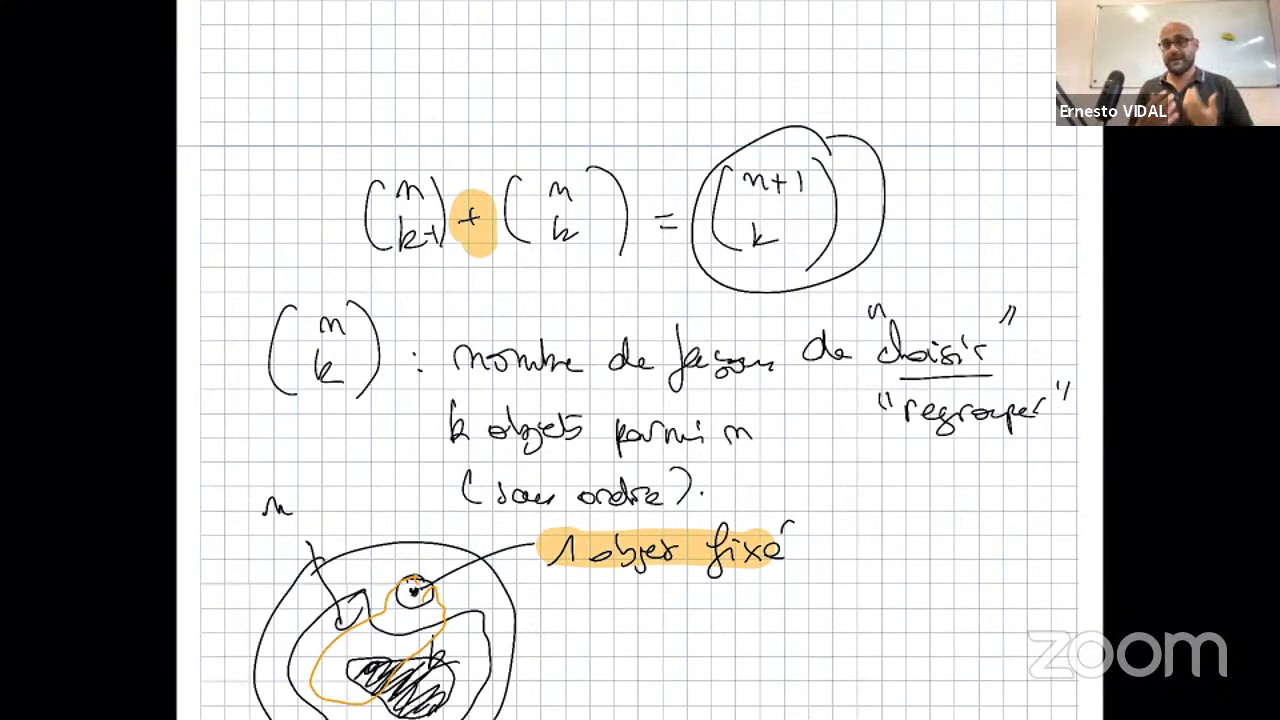 Ernesto VIDAL
(n k-1) + (n k) = (n+1 k)
(n k) : nombre de façons de "choisir"
"regrouper"
k objets parmi n
(sans ordre).
n
1 objet fixé
k
zoom